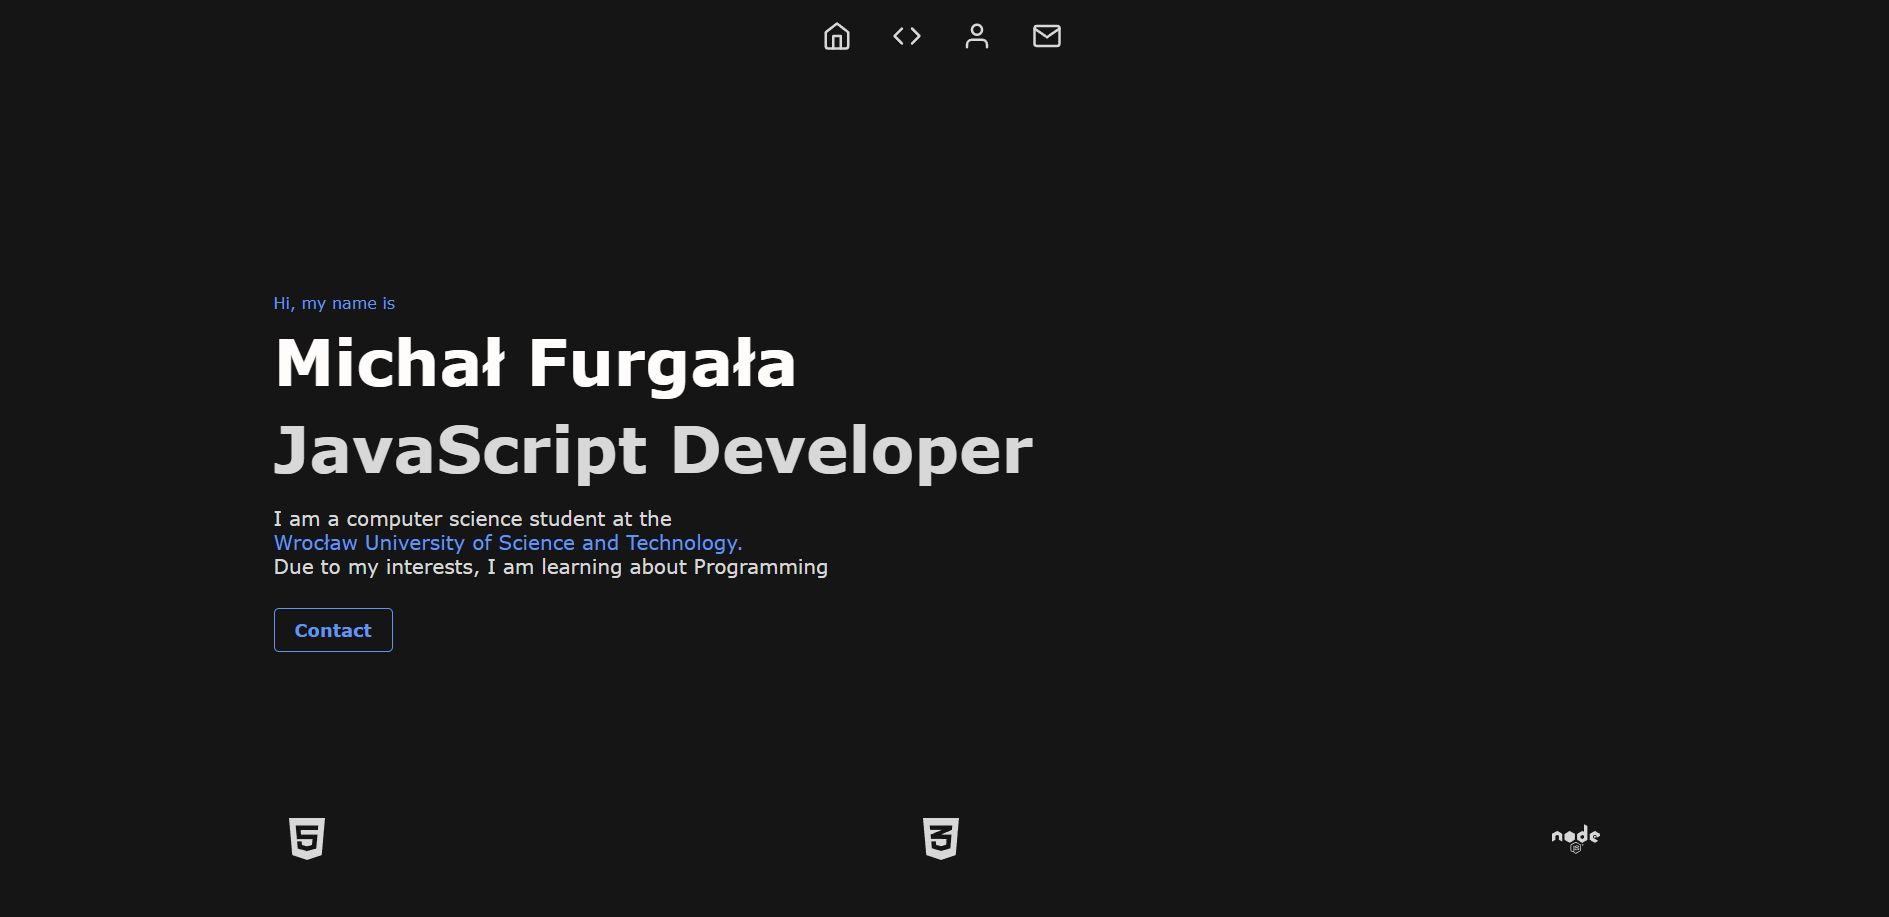 Hi, my name is
Michał Furgała
JavaScript Developer
I am a computer science student at the
Wrocław University of Science and Technology.
Due to my interests, I am learning about Programming
Contact
5
3
node
JS